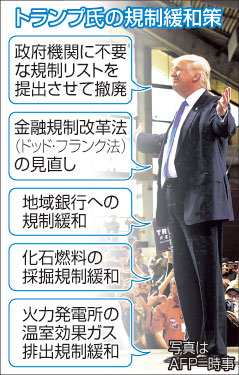 トランプ氏の規制緩和策
政府機関に不要
な規制リストを
提出させて撤廃
金融規制改革法
(ドッド・フランク法)
の見直し
地域銀行への
規制緩和
化石燃料の
採掘規制緩和
火力発電所の
温室効果ガス
排出規制緩和
TR
写真は
AFP=時事